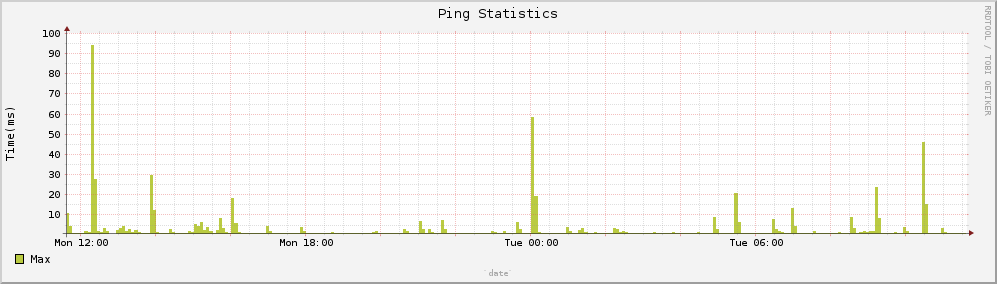 Ping Statistics
RRDTOOL / TOBI OETIKER
Time(ms)
100
90
80
70
60
50
40
30
20
10
Mon 12:00 Mon 18:00 Tue 00:00 Tue 06:00
Max
`date`